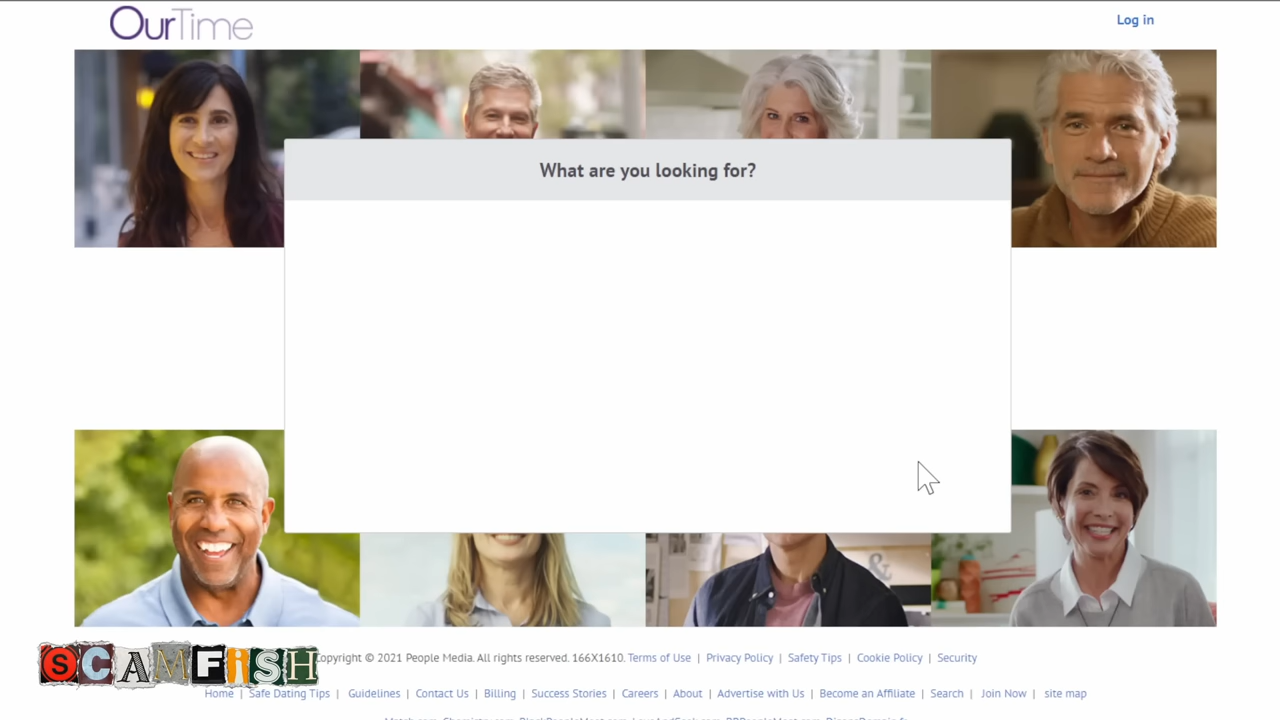 OurTime
Log in
What are you looking for?
SCAMFISH
opyright © 2021 People Media. All rights reserved. 166X1610. Terms of Use | Privacy Policy | Safety Tips | Cookie Policy | Security
Home | Safe Dating Tips | Guidelines | Contact Us | Billing | Success Stories | Careers | About | Advertise with Us | Become an Affiliate | Search | Join Now | site map